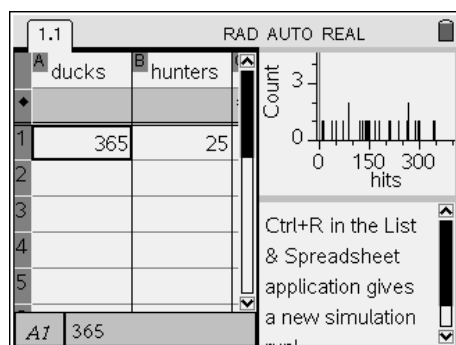 1.1 RAD AUTO REAL
A ducks B hunters
◆
1 365 25
2
3
4
5
A1 365
Count
3
0
0 150 300
hits
Ctrl+R in the List
& Spreadsheet
application gives
a new simulation